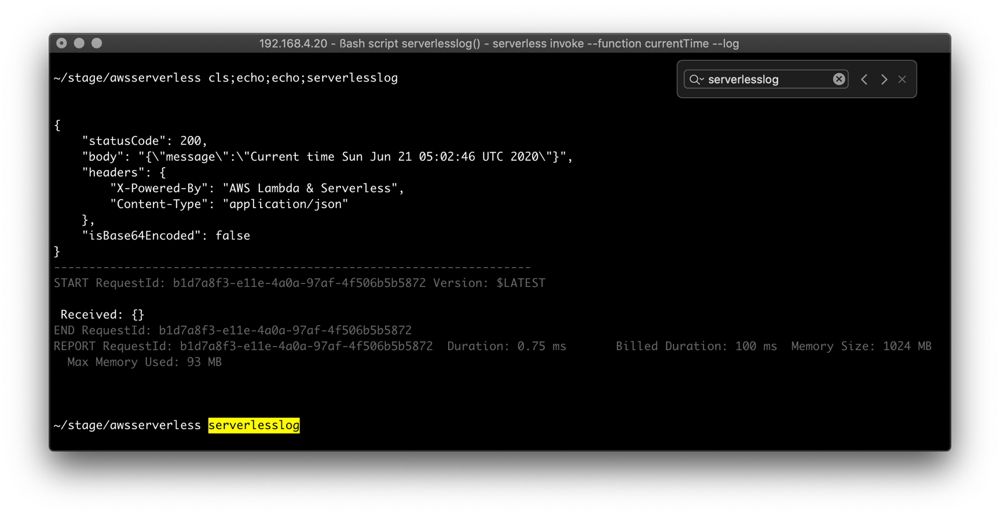 192.168.4.20 - ßash script serverlesslog() - serverless invoke --function currentTime --log
~/stage/awsserverless cls;echo;echo;serverlesslog
serverlesslog
{
    "statusCode": 200,
    "body": "{\"message\":\"Current time Sun Jun 21 05:02:46 UTC 2020\"}",
    "headers": {
        "X-Powered-By": "AWS Lambda & Serverless",
        "Content-Type": "application/json"
    },
    "isBase64Encoded": false
}
--------------------------------------------------------------------
START RequestId: b1d7a8f3-e11e-4a0a-97af-4f506b5b5872 Version: $LATEST
 Received: {}
END RequestId: b1d7a8f3-e11e-4a0a-97af-4f506b5b5872
REPORT RequestId: b1d7a8f3-e11e-4a0a-97af-4f506b5b5872  Duration: 0.75 ms       Billed Duration: 100 ms  Memory Size: 1024 MB
  Max Memory Used: 93 MB
~/stage/awsserverless serverlesslog